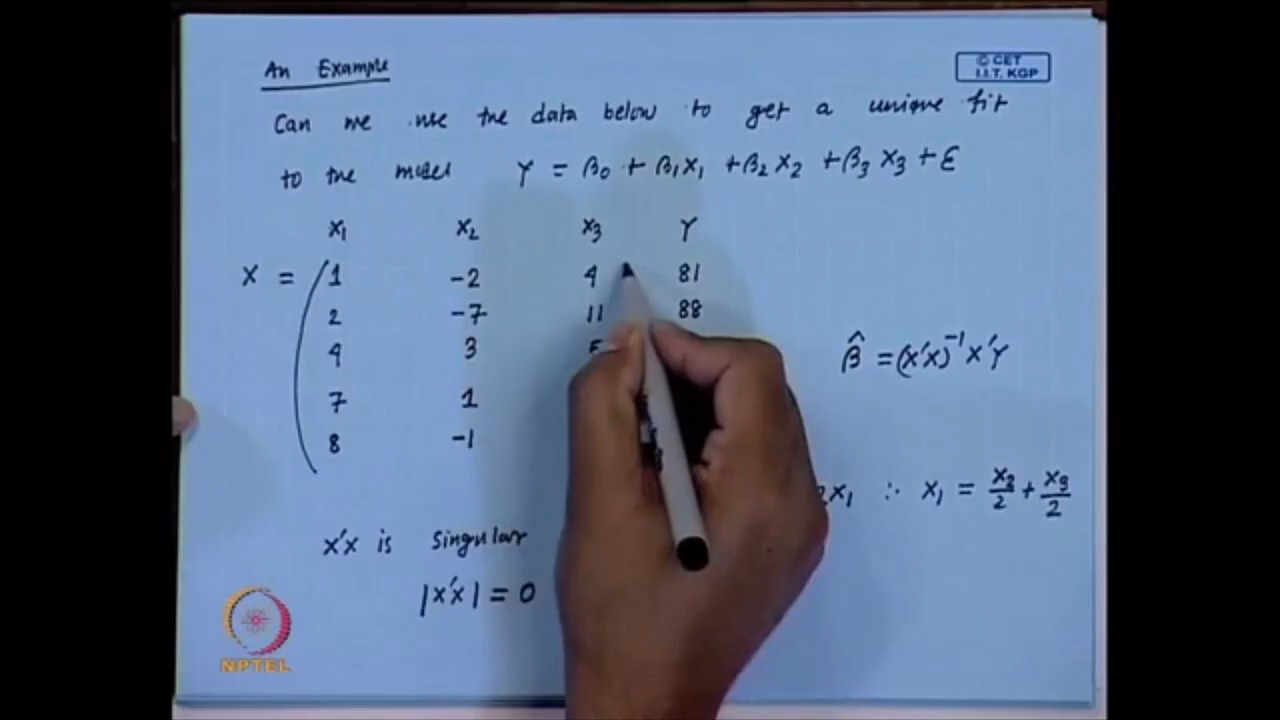 An Example
© CET
I.I.T. KGP
Can we use the data below to get a unique fit
to the model Y = β0 + β1X1 + β2X2 + β3X3 + ε
X1 X2 X3 Y
X = ( 1 -2 4 81
2 -7 11 88
4 3
β̂ = (X'X)⁻¹X'Y
7 1
8 -1
X1 ∴ X1 = X2/2 + X3/2
X'X is singular
|X'X| = 0
NPTEL